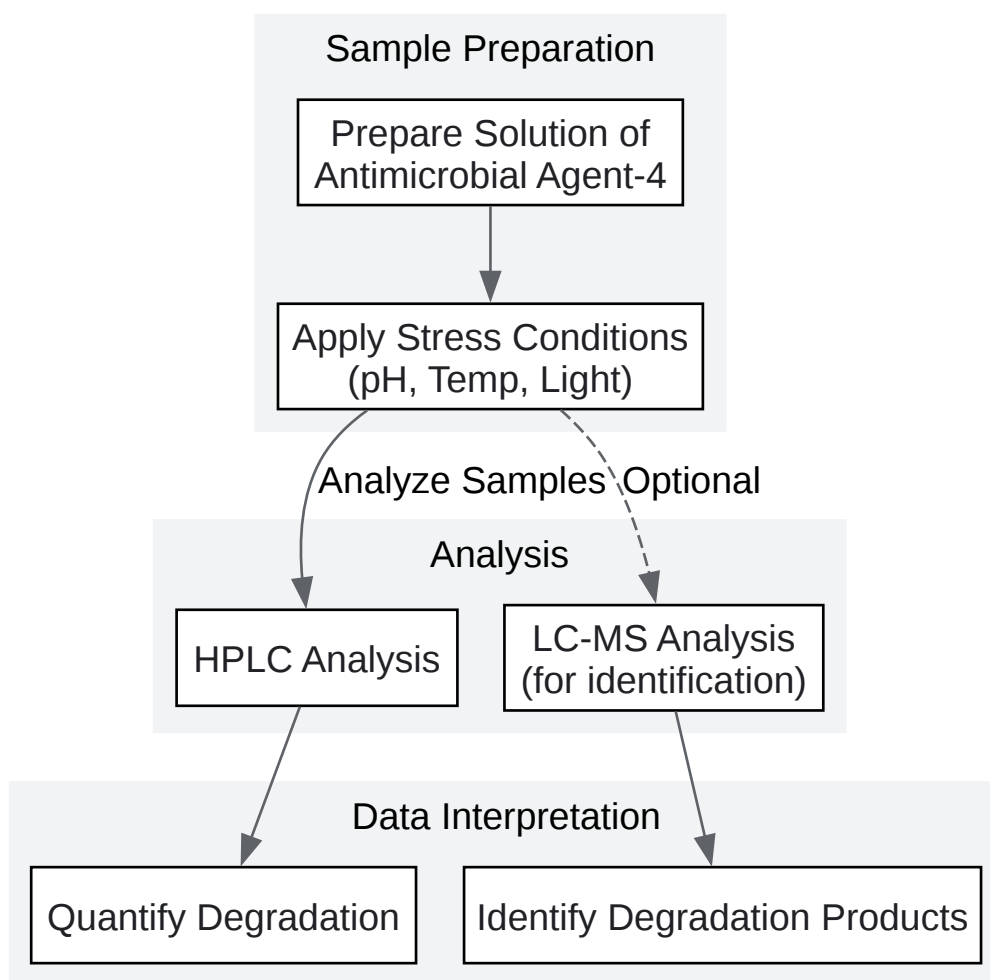 Sample Preparation
Prepare Solution of
Antimicrobial Agent-4
Apply Stress Conditions
(pH, Temp, Light)
Analyze Samples
Optional
Analysis
HPLC Analysis
LC-MS Analysis
(for identification)
Data Interpretation
Quantify Degradation
Identify Degradation Products